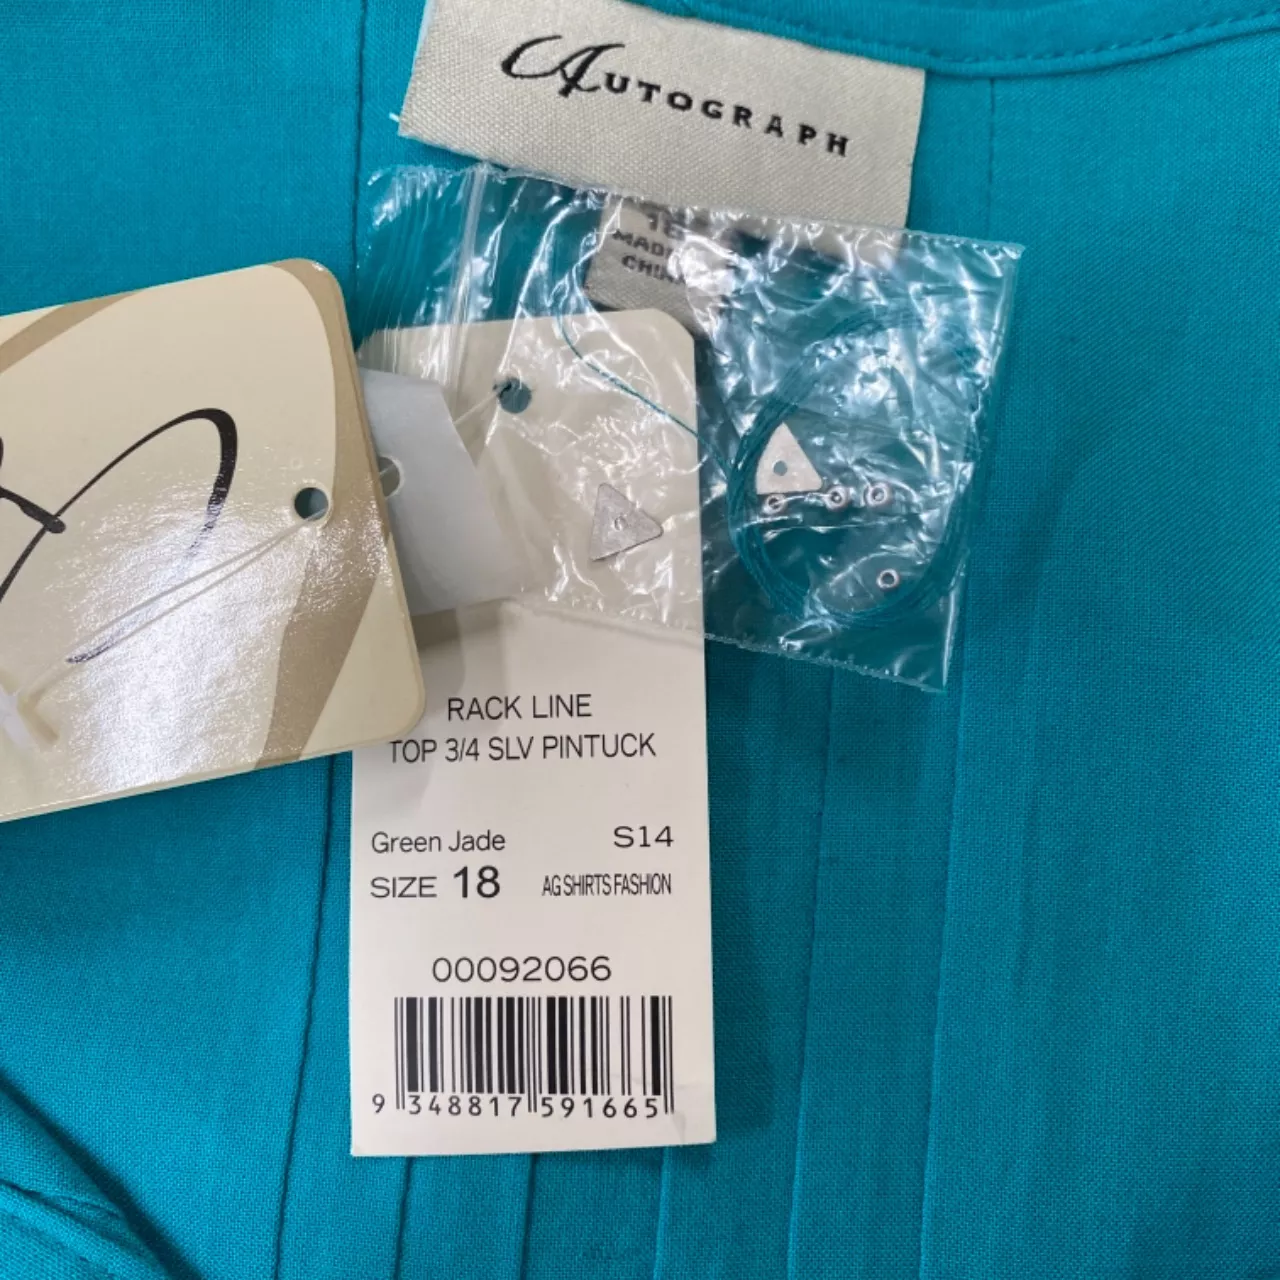 AUTOGRAPH
18
MADE
CHINA
RACK LINE
TOP 3/4 SLV PINTUCK
Green Jade S14
SIZE 18 AG SHIRTS FASHION
00092066
9 348817 591665